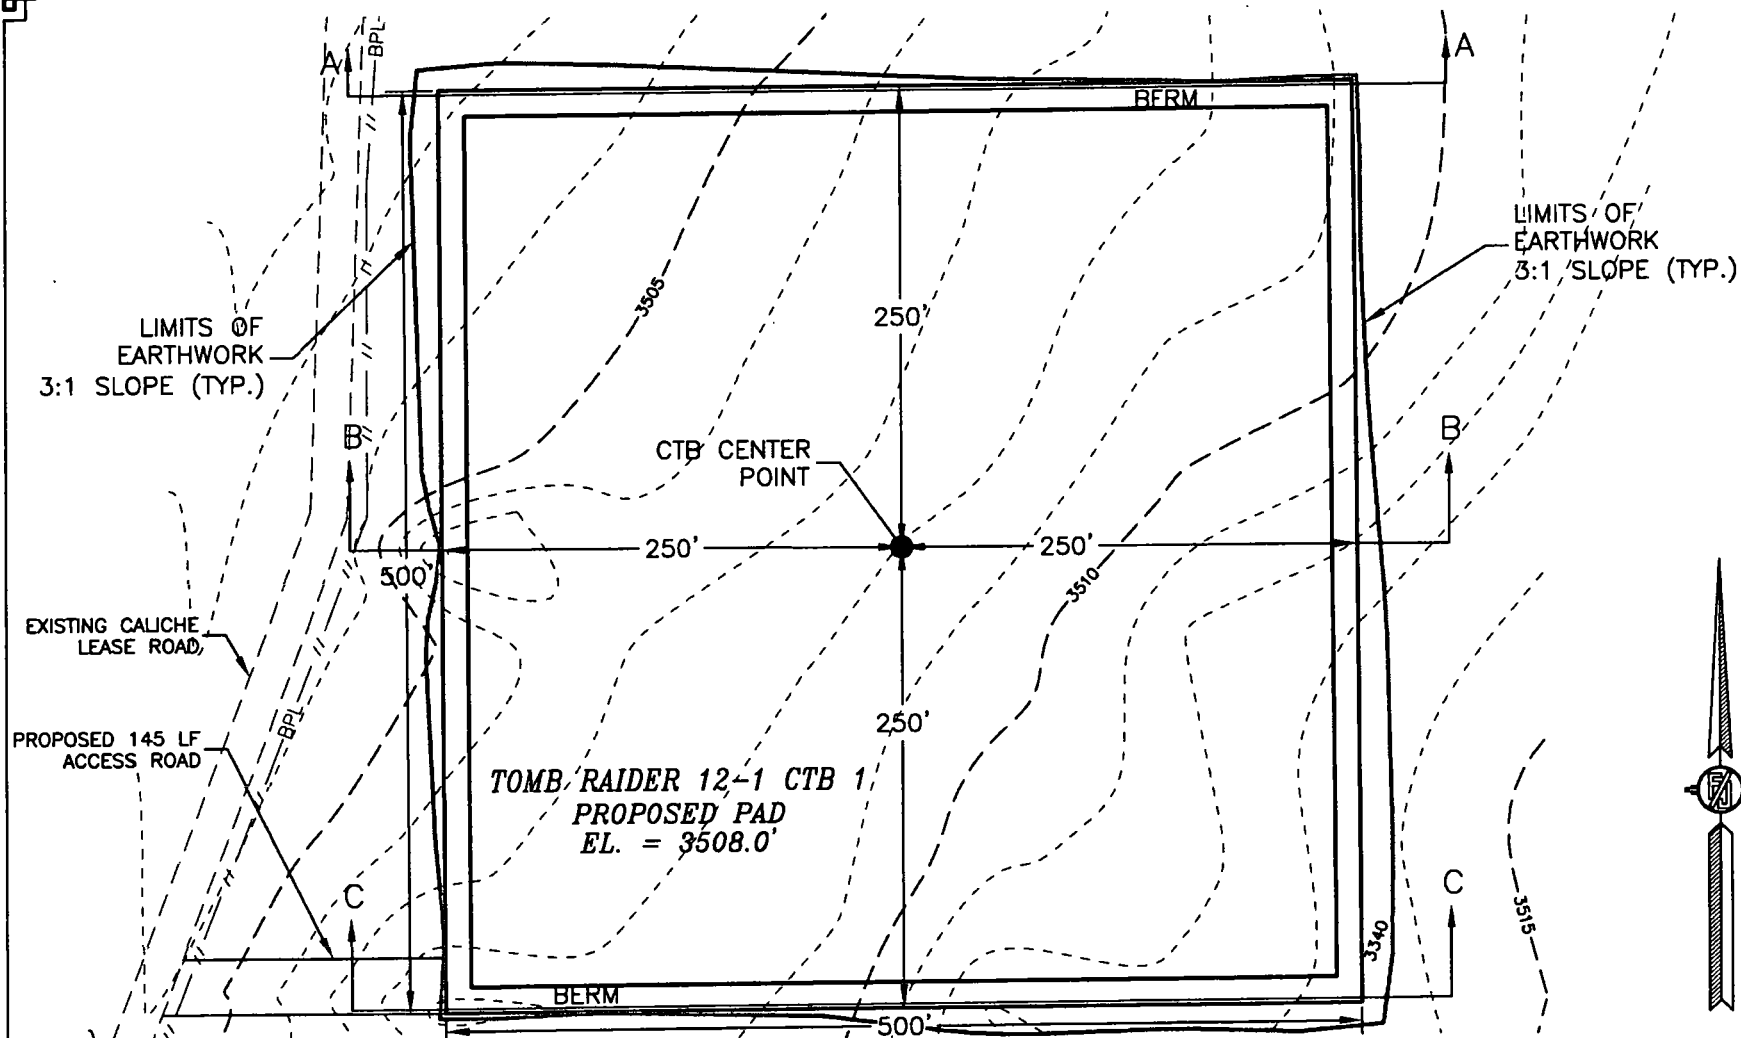 A
BPL
A
BERM
LIMITS OF
EARTHWORK
3:1 SLOPE (TYP.)
3505
250'
LIMITS OF
EARTHWORK
3:1 SLOPE (TYP.)
B
CTB CENTER
POINT
B
250'
250'
500'
3510
EXISTING CALICHE
LEASE ROAD
BPL
250'
PROPOSED 145 LF
ACCESS ROAD
TOMB RAIDER 12-1 CTB 1
PROPOSED PAD
EL. = 3508.0'
C
C
3515
3340
BERM
500'